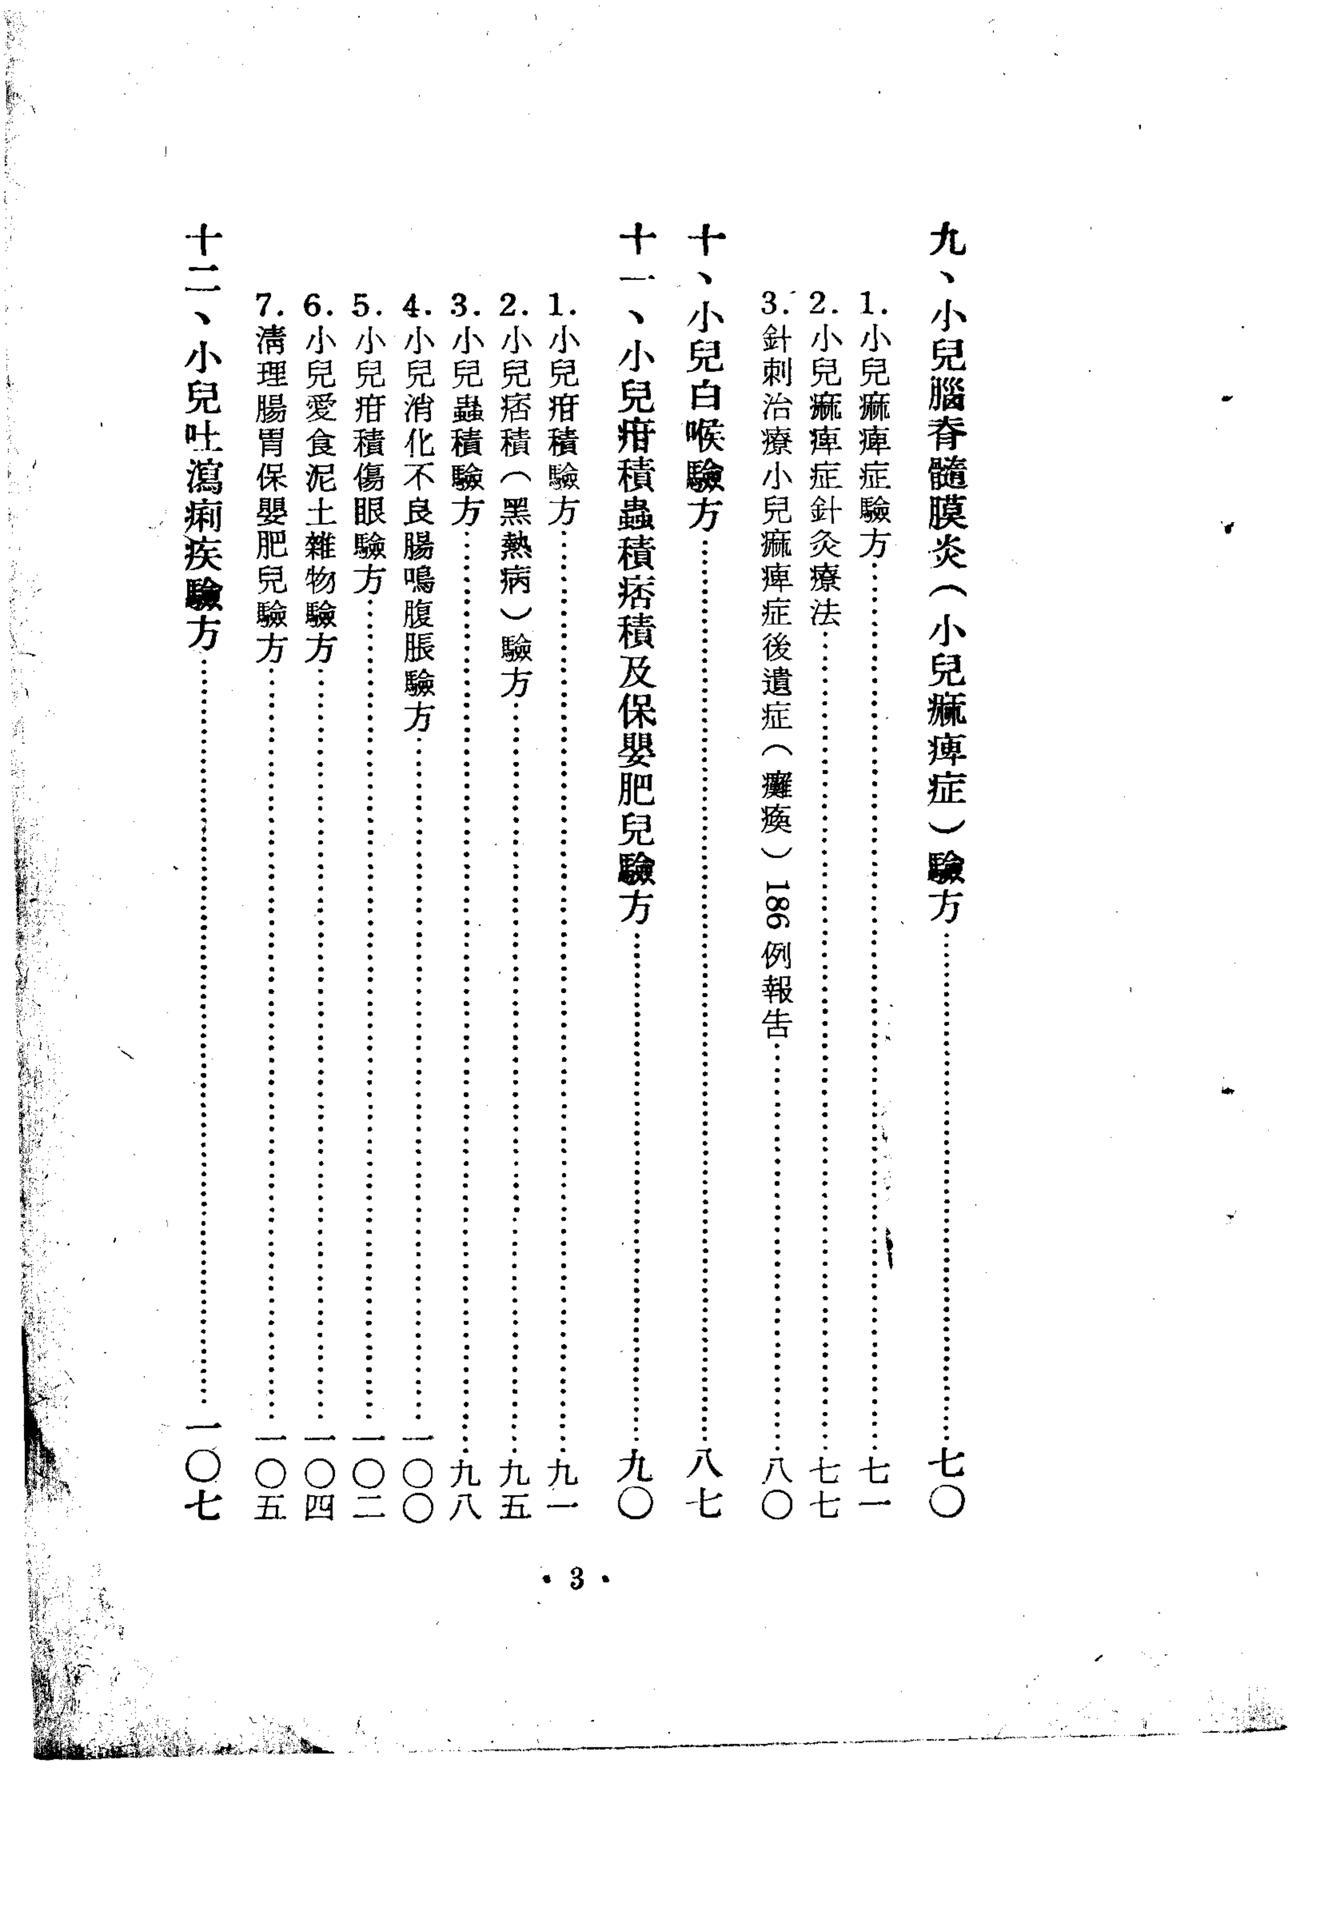 九、小兒腦脊髓膜炎（小兒痲痺症）驗方……七〇
1.小兒痲痺症驗方……七一
2.小兒痲痺症針灸療法……七七
3.針刺治療小兒痲痺症後遺症（癱瘓）186例報告……八〇
十、小兒白喉驗方……八七
十一、小兒疳積蟲積痞積及保嬰肥兒驗方……九〇
1.小兒疳積驗方……九一
2.小兒痞積（黑熱病）驗方……九五
3.小兒蟲積驗方……九八
4.小兒消化不良腸鳴腹脹驗方……一〇〇
5.小兒疳積傷眼驗方……一〇二
6.小兒愛食泥土雜物驗方……一〇四
7.淸理腸胃保嬰肥兒驗方……一〇五
十二、小兒吐瀉痢疾驗方……一〇七
・3・